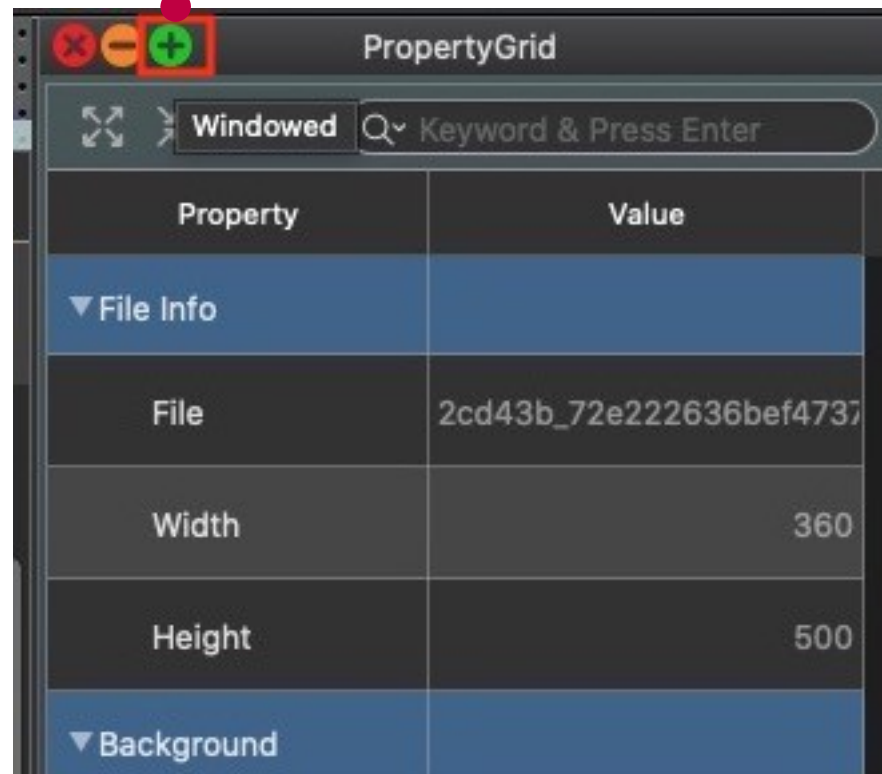 PropertyGrid
Windowed Keyword & Press Enter
Property Value
File Info
File 2cd43b_72e222636bef4737
Width 360
Height 500
Background